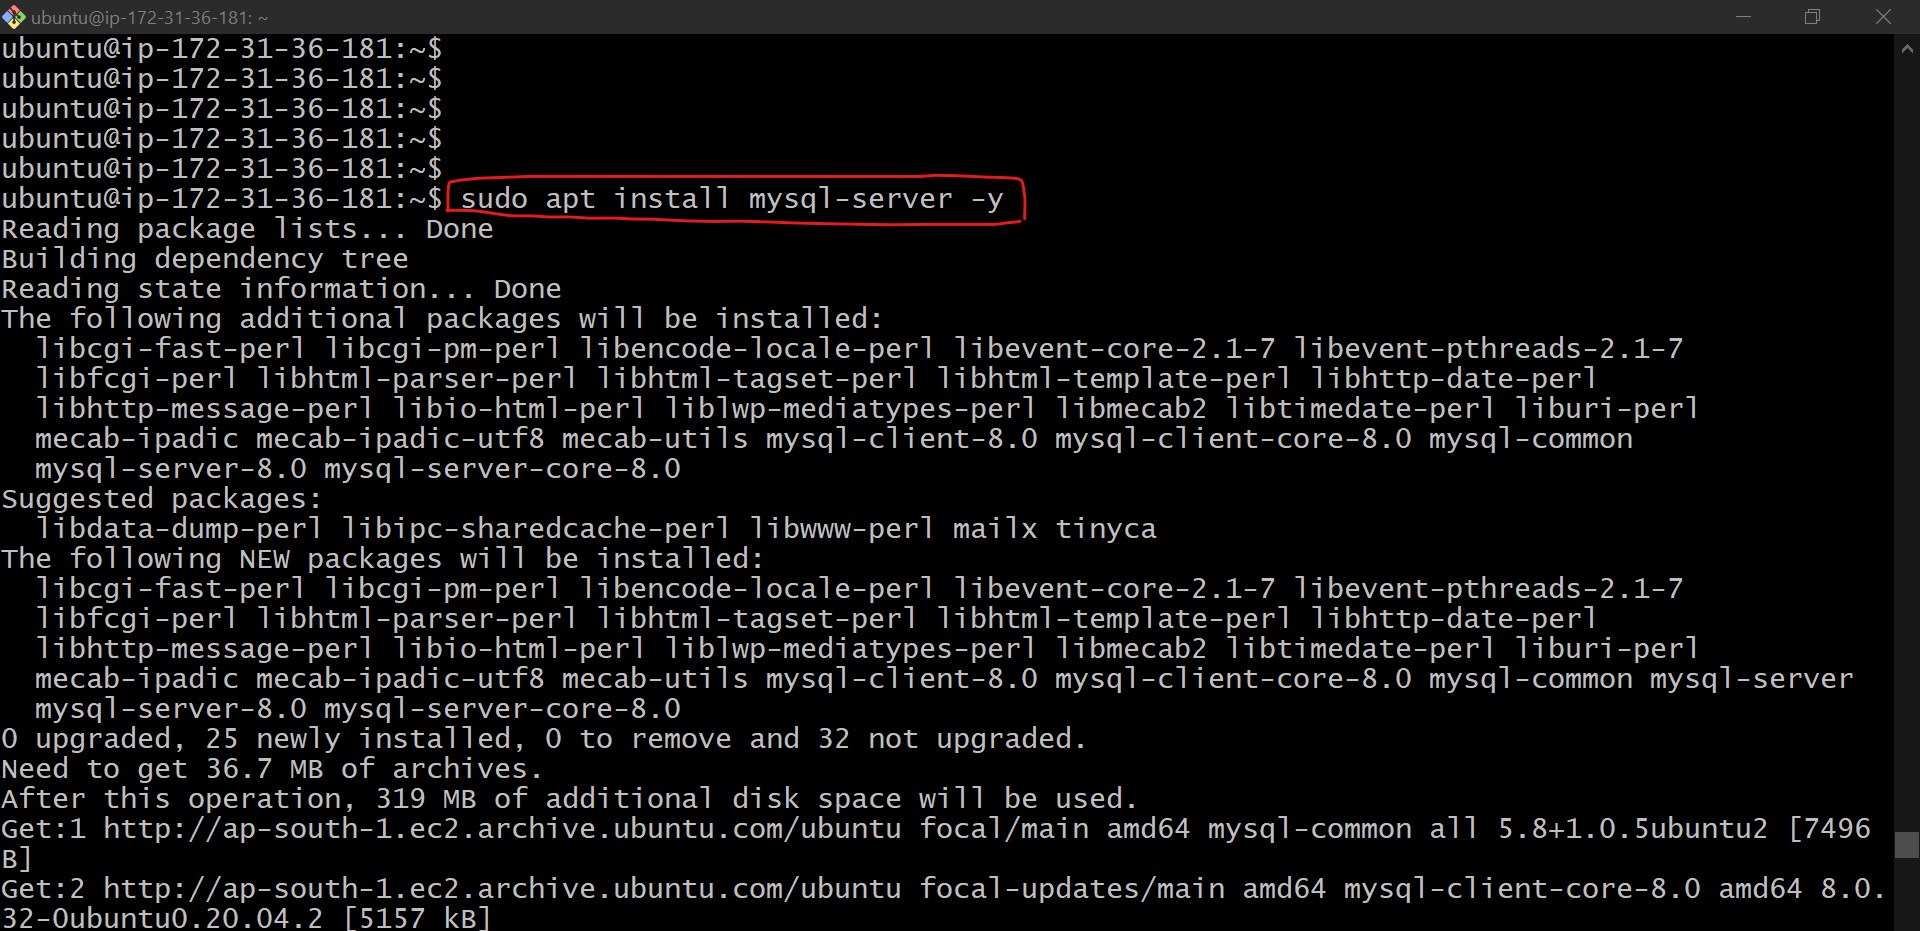 ubuntu@ip-172-31-36-181: ~
ubuntu@ip-172-31-36-181:~$
ubuntu@ip-172-31-36-181:~$
ubuntu@ip-172-31-36-181:~$
ubuntu@ip-172-31-36-181:~$
ubuntu@ip-172-31-36-181:~$
ubuntu@ip-172-31-36-181:~$ sudo apt install mysql-server -y
Reading package lists... Done
Building dependency tree
Reading state information... Done
The following additional packages will be installed:
  libcgi-fast-perl libcgi-pm-perl libencode-locale-perl libevent-core-2.1-7 libevent-pthreads-2.1-7
  libfcgi-perl libhtml-parser-perl libhtml-tagset-perl libhtml-template-perl libhttp-date-perl
  libhttp-message-perl libio-html-perl liblwp-mediatypes-perl libmecab2 libtimedate-perl liburi-perl
  mecab-ipadic mecab-ipadic-utf8 mecab-utils mysql-client-8.0 mysql-client-core-8.0 mysql-common
  mysql-server-8.0 mysql-server-core-8.0
Suggested packages:
  libdata-dump-perl libipc-sharedcache-perl libwww-perl mailx tinyca
The following NEW packages will be installed:
  libcgi-fast-perl libcgi-pm-perl libencode-locale-perl libevent-core-2.1-7 libevent-pthreads-2.1-7
  libfcgi-perl libhtml-parser-perl libhtml-tagset-perl libhtml-template-perl libhttp-date-perl
  libhttp-message-perl libio-html-perl liblwp-mediatypes-perl libmecab2 libtimedate-perl liburi-perl
  mecab-ipadic mecab-ipadic-utf8 mecab-utils mysql-client-8.0 mysql-client-core-8.0 mysql-common mysql-server
  mysql-server-8.0 mysql-server-core-8.0
0 upgraded, 25 newly installed, 0 to remove and 32 not upgraded.
Need to get 36.7 MB of archives.
After this operation, 319 MB of additional disk space will be used.
Get:1 http://ap-south-1.ec2.archive.ubuntu.com/ubuntu focal/main amd64 mysql-common all 5.8+1.0.5ubuntu2 [7496
B]
Get:2 http://ap-south-1.ec2.archive.ubuntu.com/ubuntu focal-updates/main amd64 mysql-client-core-8.0 amd64 8.0.
32-0ubuntu0.20.04.2 [5157 kB]